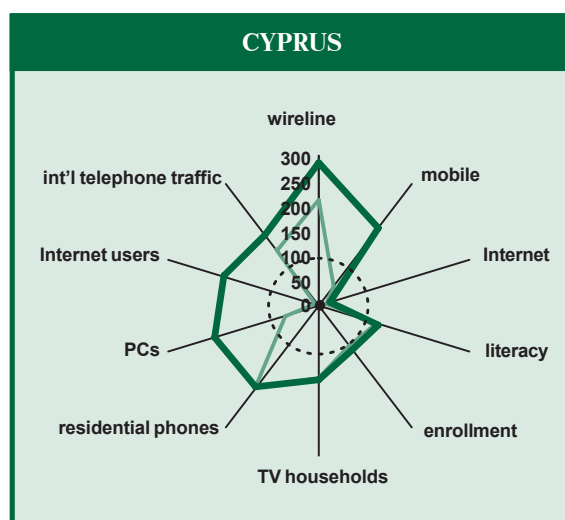 CYPRUS
wireline
int'l telephone traffic
mobile
Internet users
Internet
PCs
literacy
residential phones
enrollment
TV households
300
250
200
150
100
50
0